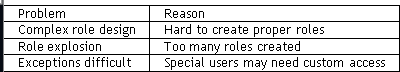 Problem Reason
Complex role design Hard to create proper roles
Role explosion Too many roles created
Exceptions difficult Special users may need custom access